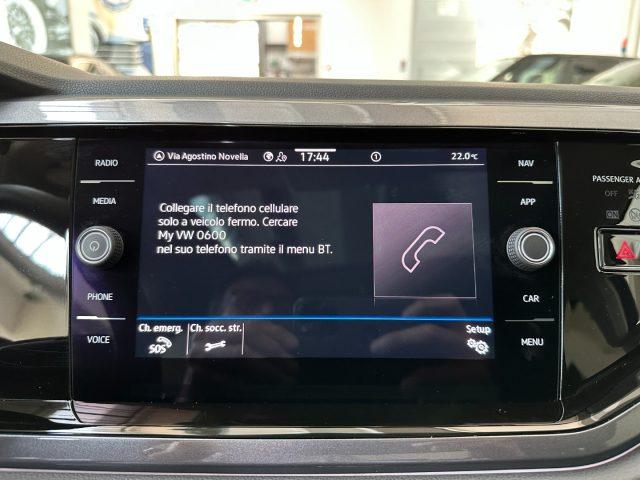 RADIO
MEDIA
PHONE
VOICE
Via Agostino Novella 17:44 1 22.0°C
Collegare il telefono cellulare
solo a veicolo fermo. Cercare
My VW 0600
nel suo telefono tramite il menu BT.
Ch. emerg. Ch. socc. str. Setup
SOS
NAV
APP
CAR
MENU
PASSENGER A
OFF
ON